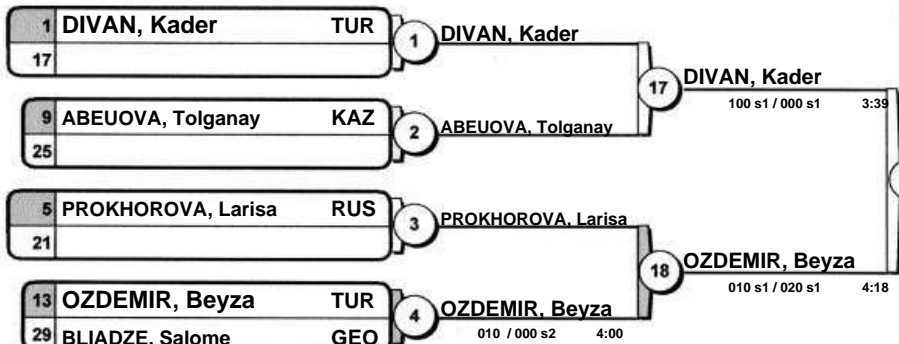 1 DIVAN, Kader TUR
17
1 DIVAN, Kader
9 ABEUOVA, Tolganay KAZ
25
2 ABEUOVA, Tolganay
17 DIVAN, Kader
100 s1 / 000 s1 3:39
5 PROKHOROVA, Larisa RUS
21
3 PROKHOROVA, Larisa
13 OZDEMIR, Beyza TUR
29 BLIADZE, Salome GEO
4 OZDEMIR, Beyza
010 / 000 s2 4:00
18 OZDEMIR, Beyza
010 s1 / 020 s1 4:18